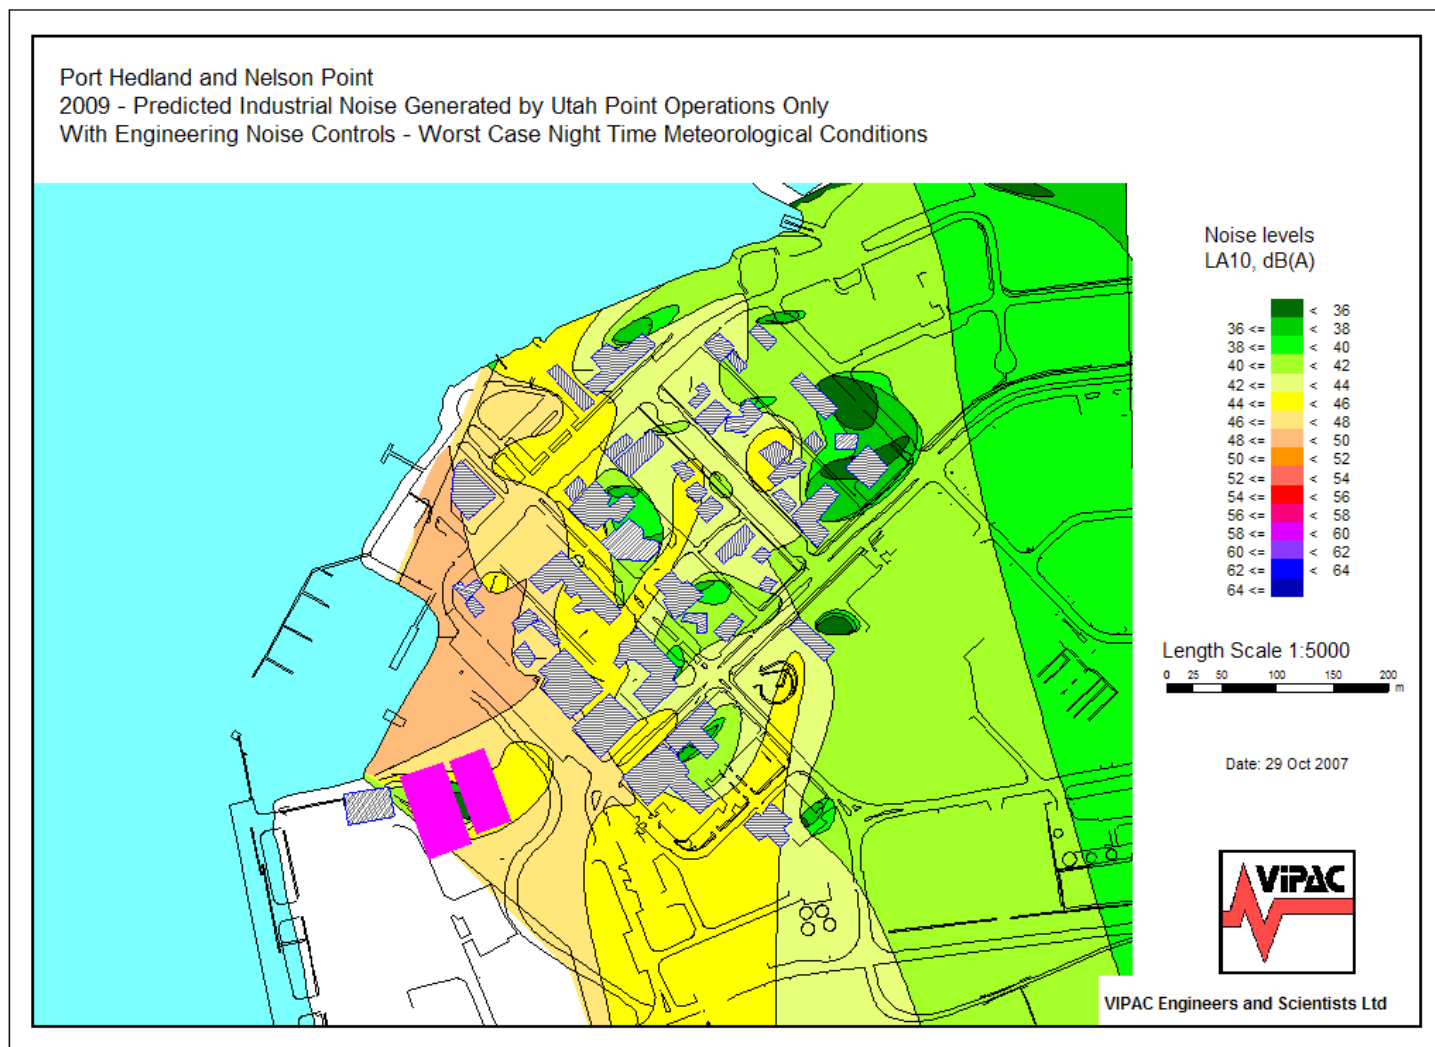 Port Hedland and Nelson Point
2009 - Predicted Industrial Noise Generated by Utah Point Operations Only
With Engineering Noise Controls - Worst Case Night Time Meteorological Conditions
Noise levels
LA10, dB(A)
< 36
36 <= < 38
38 <= < 40
40 <= < 42
42 <= < 44
44 <= < 46
46 <= < 48
48 <= < 50
50 <= < 52
52 <= < 54
54 <= < 56
56 <= < 58
58 <= < 60
60 <= < 62
62 <= < 64
64 <=
Length Scale 1:5000
0 25 50 100 150 200
m
Date: 29 Oct 2007
ViPAC
VIPAC Engineers and Scientists Ltd